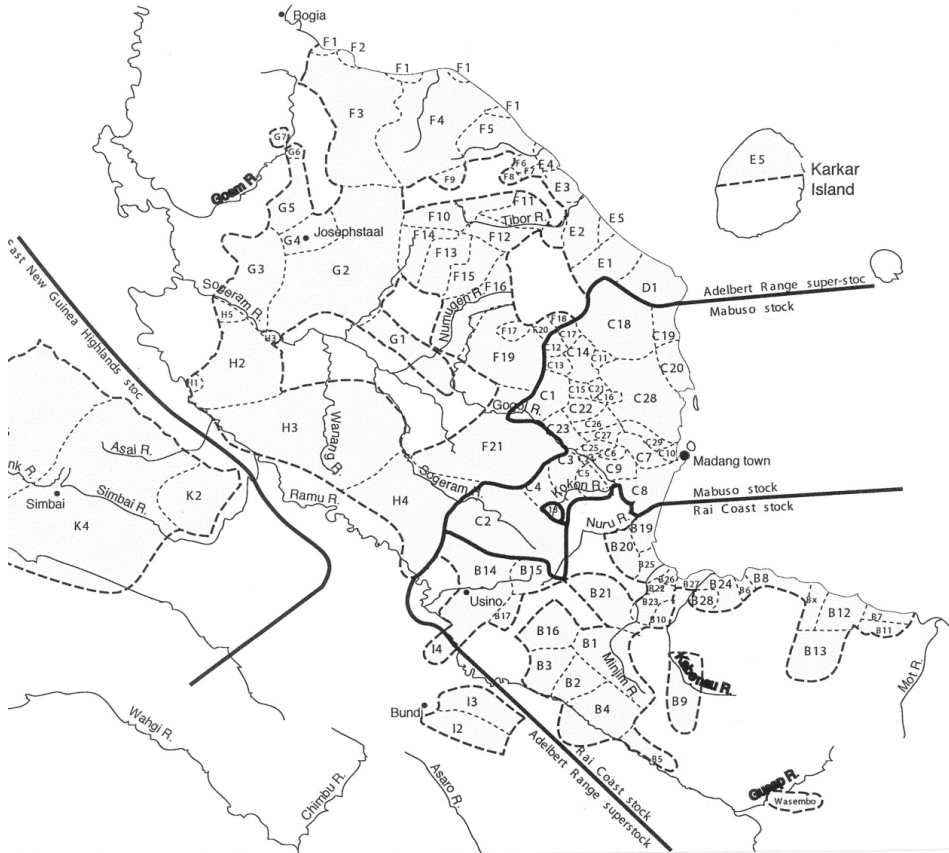 Bogia
F1
F2
F1
F1
F3
F4
F1
F5
G7
G6
F6
F7
E4
F8
F9
E5
Karkar
Island
Goam R.
E3
G5
F11
F10
Tibor R.
E5
Josephstaal
G4
F14
F12
E2
F13
G3
G2
F15
E1
Sogeram R.
F16
D1
Adelbert Range super-stoc
Mabuso stock
East New Guinea Highlands stoc
Numugen R.
H5
F18
C18
F17
F20
C17
C19
H3
G1
C12
C14
C11
F19
C13
C20
H2
H1
C1
C15
C16
C28
Gogol R.
C22
C23
C26
C27
H3
Wanang R.
C29
Asai R.
F21
C25
C6
C7
C10
Madang town
C3
C9
C5
Sogeram R.
C4
Kokon R.
C8
Mabuso stock
Rai Coast stock
nk R.
Simbai
Simbai R.
K2
Ramu R.
H4
K4
C2
Nuru R.
B19
B20
B25
B14
B15
B26
B27
B24
B8
B22
B6
Usino
B21
B23
B28
Bx
B12
B7
B17
B10
B11
B16
B1
B13
I4
B3
Minjim R.
Kabenau R.
B2
Mot R.
I3
B9
Bundi
B4
I2
Wahgi R.
B5
Rai Coast stock
Adelbert Range superstock
Gusap R.
Asaro R.
Chimbu R.
Wasembo